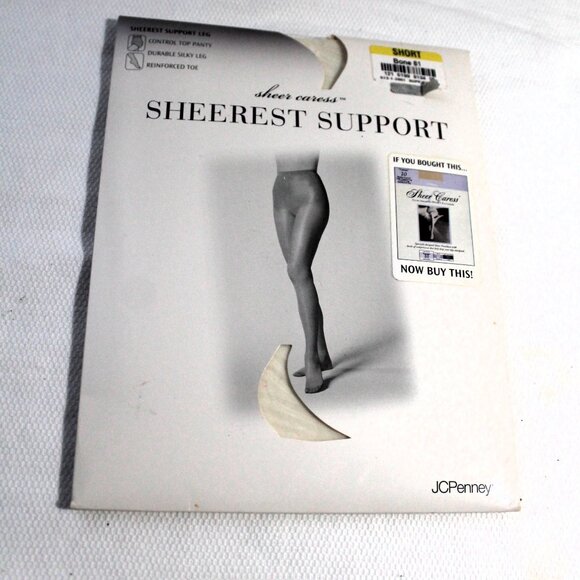 SHEEREST SUPPORT LEG
CONTROL TOP PANTY
DURABLE SILKY LEG
REINFORCED TOE
SHORT
Bone 81
sheer caress™
SHEEREST SUPPORT
IF YOU BOUGHT THIS...
Sheer Caress
NOW BUY THIS!
JCPenney